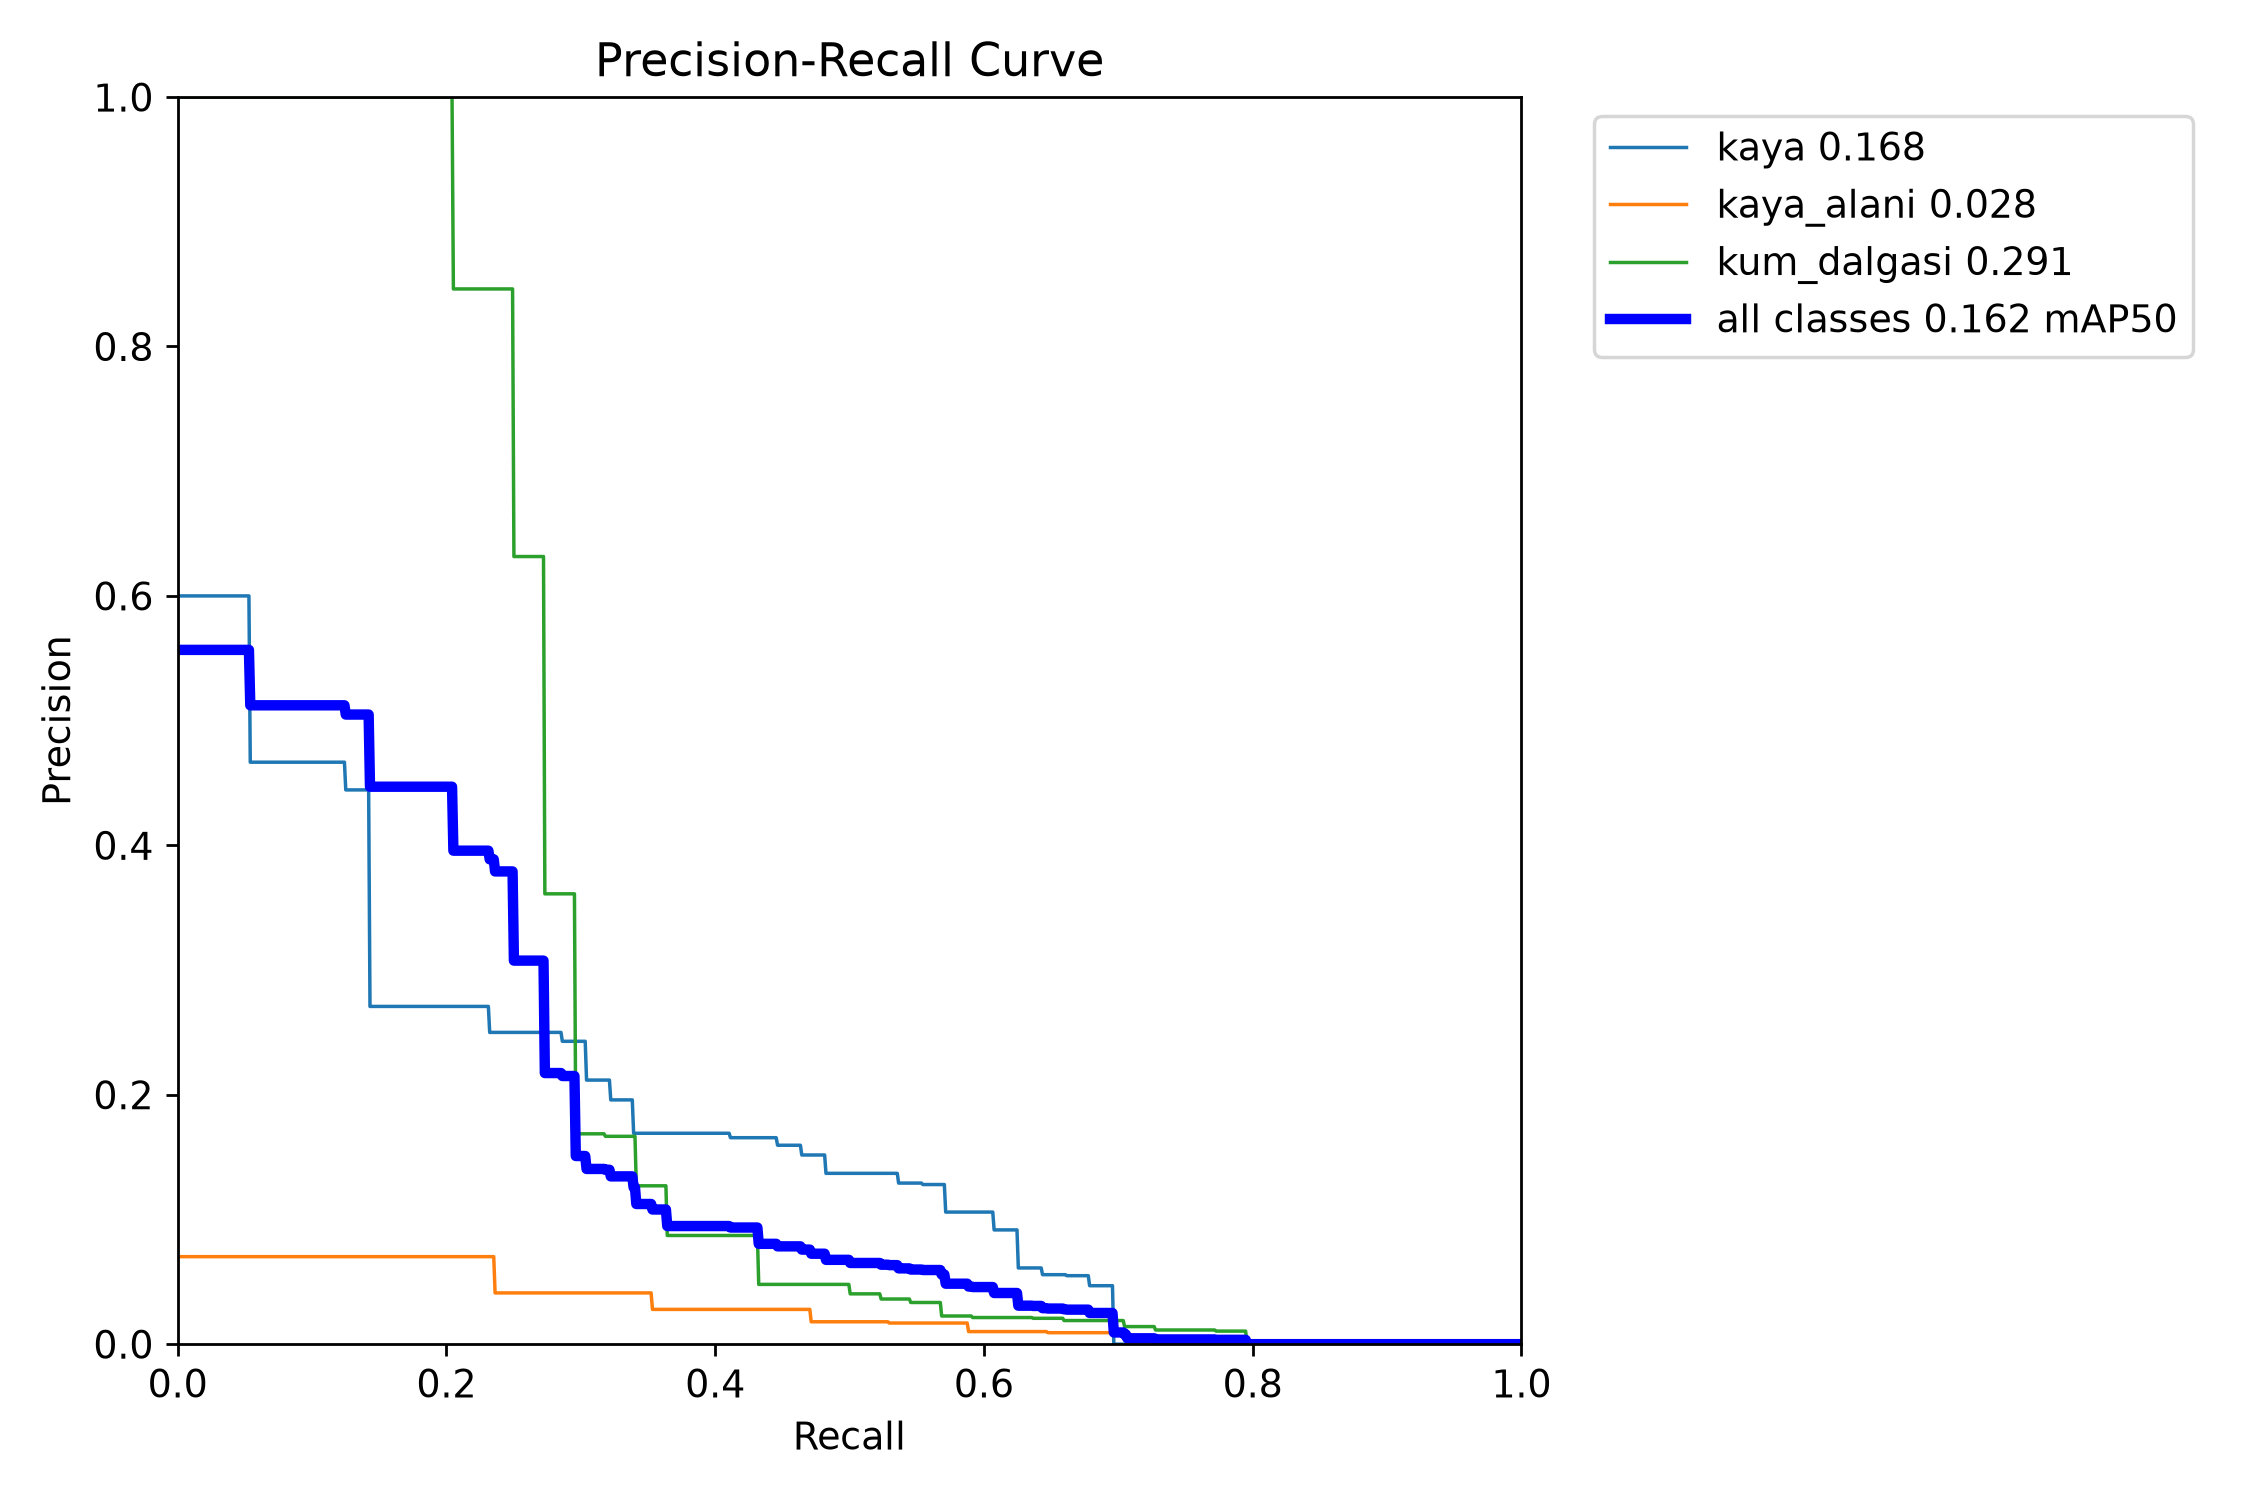 Precision-Recall Curve
1.0
0.8
0.6
0.4
0.2
0.0
Precision
0.0 0.2 0.4 0.6 0.8 1.0
Recall
kaya 0.168
kaya_alani 0.028
kum_dalgasi 0.291
all classes 0.162 mAP50